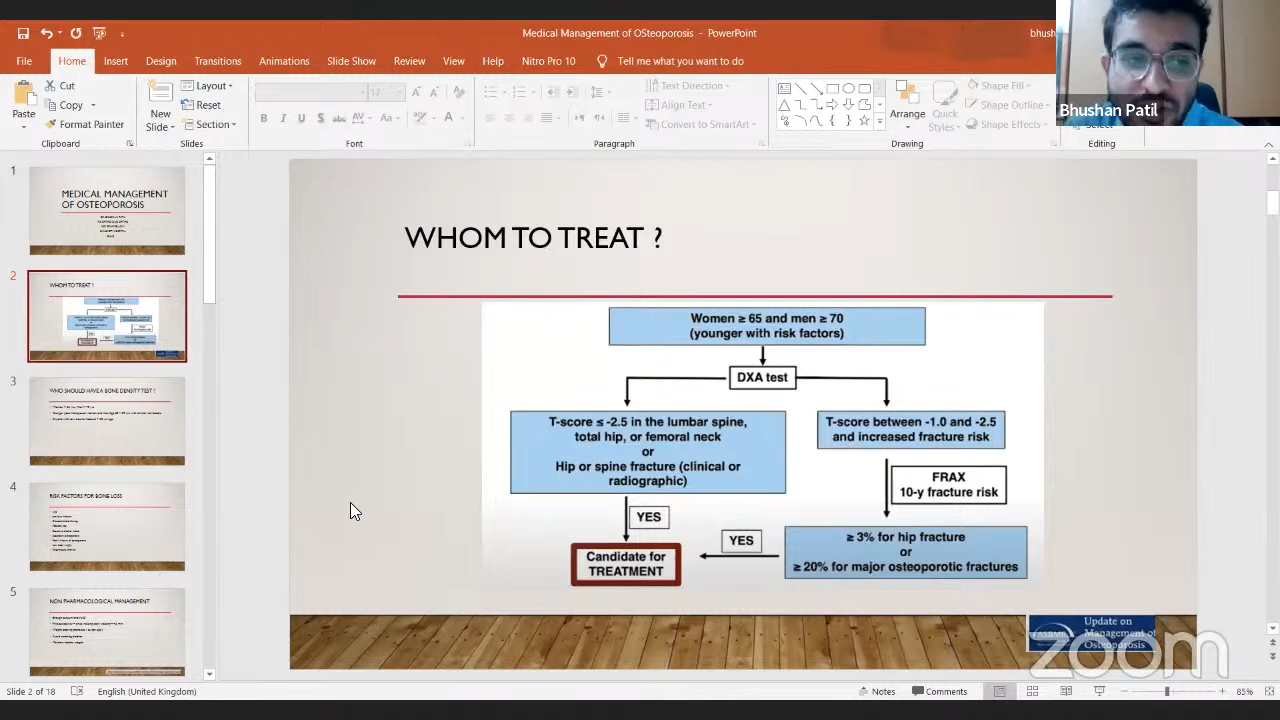 Medical Management of OSteoporosis - PowerPoint
bhush
File Home Insert Design Transitions Animations Slide Show Review View Help Nitro Pro 10 Tell me what you want to do
Bhushan Patil
Paste
Cut
Copy
Format Painter
Clipboard
New Slide
Layout
Reset
Section
Slides
Font
Text Direction
Align Text
Convert to SmartArt
Paragraph
Arrange
Quick Styles
Shape Fill
Shape Outline
Shape Effects
Drawing
Select
Editing
1
MEDICAL MANAGEMENT
OF OSTEOPOROSIS
2
WHOM TO TREAT ?
3
WHO SHOULD HAVE A BONE DENSITY TEST ?
4
RISK FACTORS FOR BONE LOSS
5
NON PHARMACOLOGICAL MANAGEMENT
WHOM TO TREAT ?
Women ≥ 65 and men ≥ 70
(younger with risk factors)
DXA test
T-score ≤ -2.5 in the lumbar spine,
total hip, or femoral neck
or
Hip or spine fracture (clinical or
radiographic)
T-score between -1.0 and -2.5
and increased fracture risk
FRAX
10-y fracture risk
YES
YES
≥ 3% for hip fracture
or
≥ 20% for major osteoporotic fractures
Candidate for
TREATMENT
Update on
Management of
Osteoporosis
zoom
Slide 2 of 18
English (United Kingdom)
Notes
Comments
85%